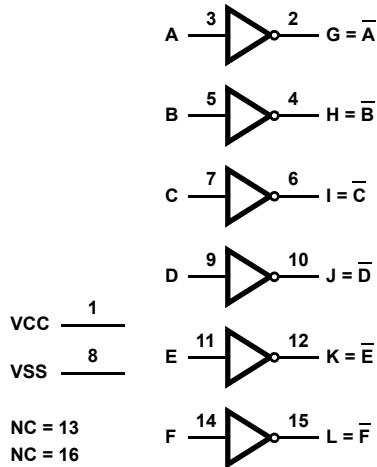 3 2
A G = A̅
5 4
B H = B̅
7 6
C I = C̅
9 10
D J = D̅
1
VCC
11 12
E K = E̅
8
VSS
14 15
F L = F̅
NC = 13
NC = 16